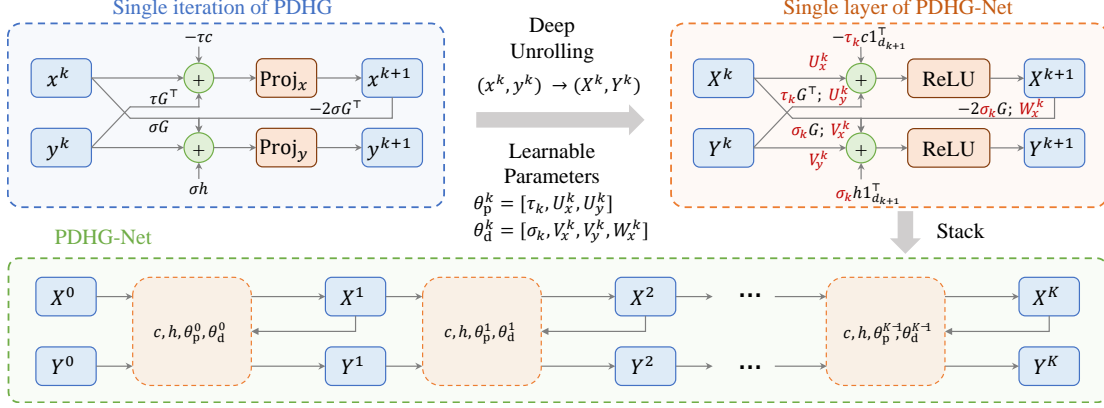 Single iteration of PDHG
−τc
x^k
+
Proj_x
x^{k+1}
τG^⊤
−2σG^⊤
σG
y^k
+
Proj_y
y^{k+1}
σh
Deep
Unrolling
(x^k, y^k) → (X^k, Y^k)
Learnable
Parameters
θ_p^k = [τ_k, U_x^k, U_y^k]
θ_d^k = [σ_k, V_x^k, V_y^k, W_x^k]
Single layer of PDHG-Net
−τ_k c1_{d_{k+1}}^⊤
X^k
U_x^k
+
ReLU
X^{k+1}
τ_k G^⊤; U_y^k
−2σ_k G; W_x^k
σ_k G; V_x^k
Y^k
V_y^k
+
ReLU
Y^{k+1}
σ_k h1_{d_{k+1}}^⊤
Stack
PDHG-Net
X^0
X^1
X^2
...
X^K
c, h, θ_p^0, θ_d^0
c, h, θ_p^1, θ_d^1
c, h, θ_p^{K-1}, θ_d^{K-1}
Y^0
Y^1
Y^2
...
Y^K